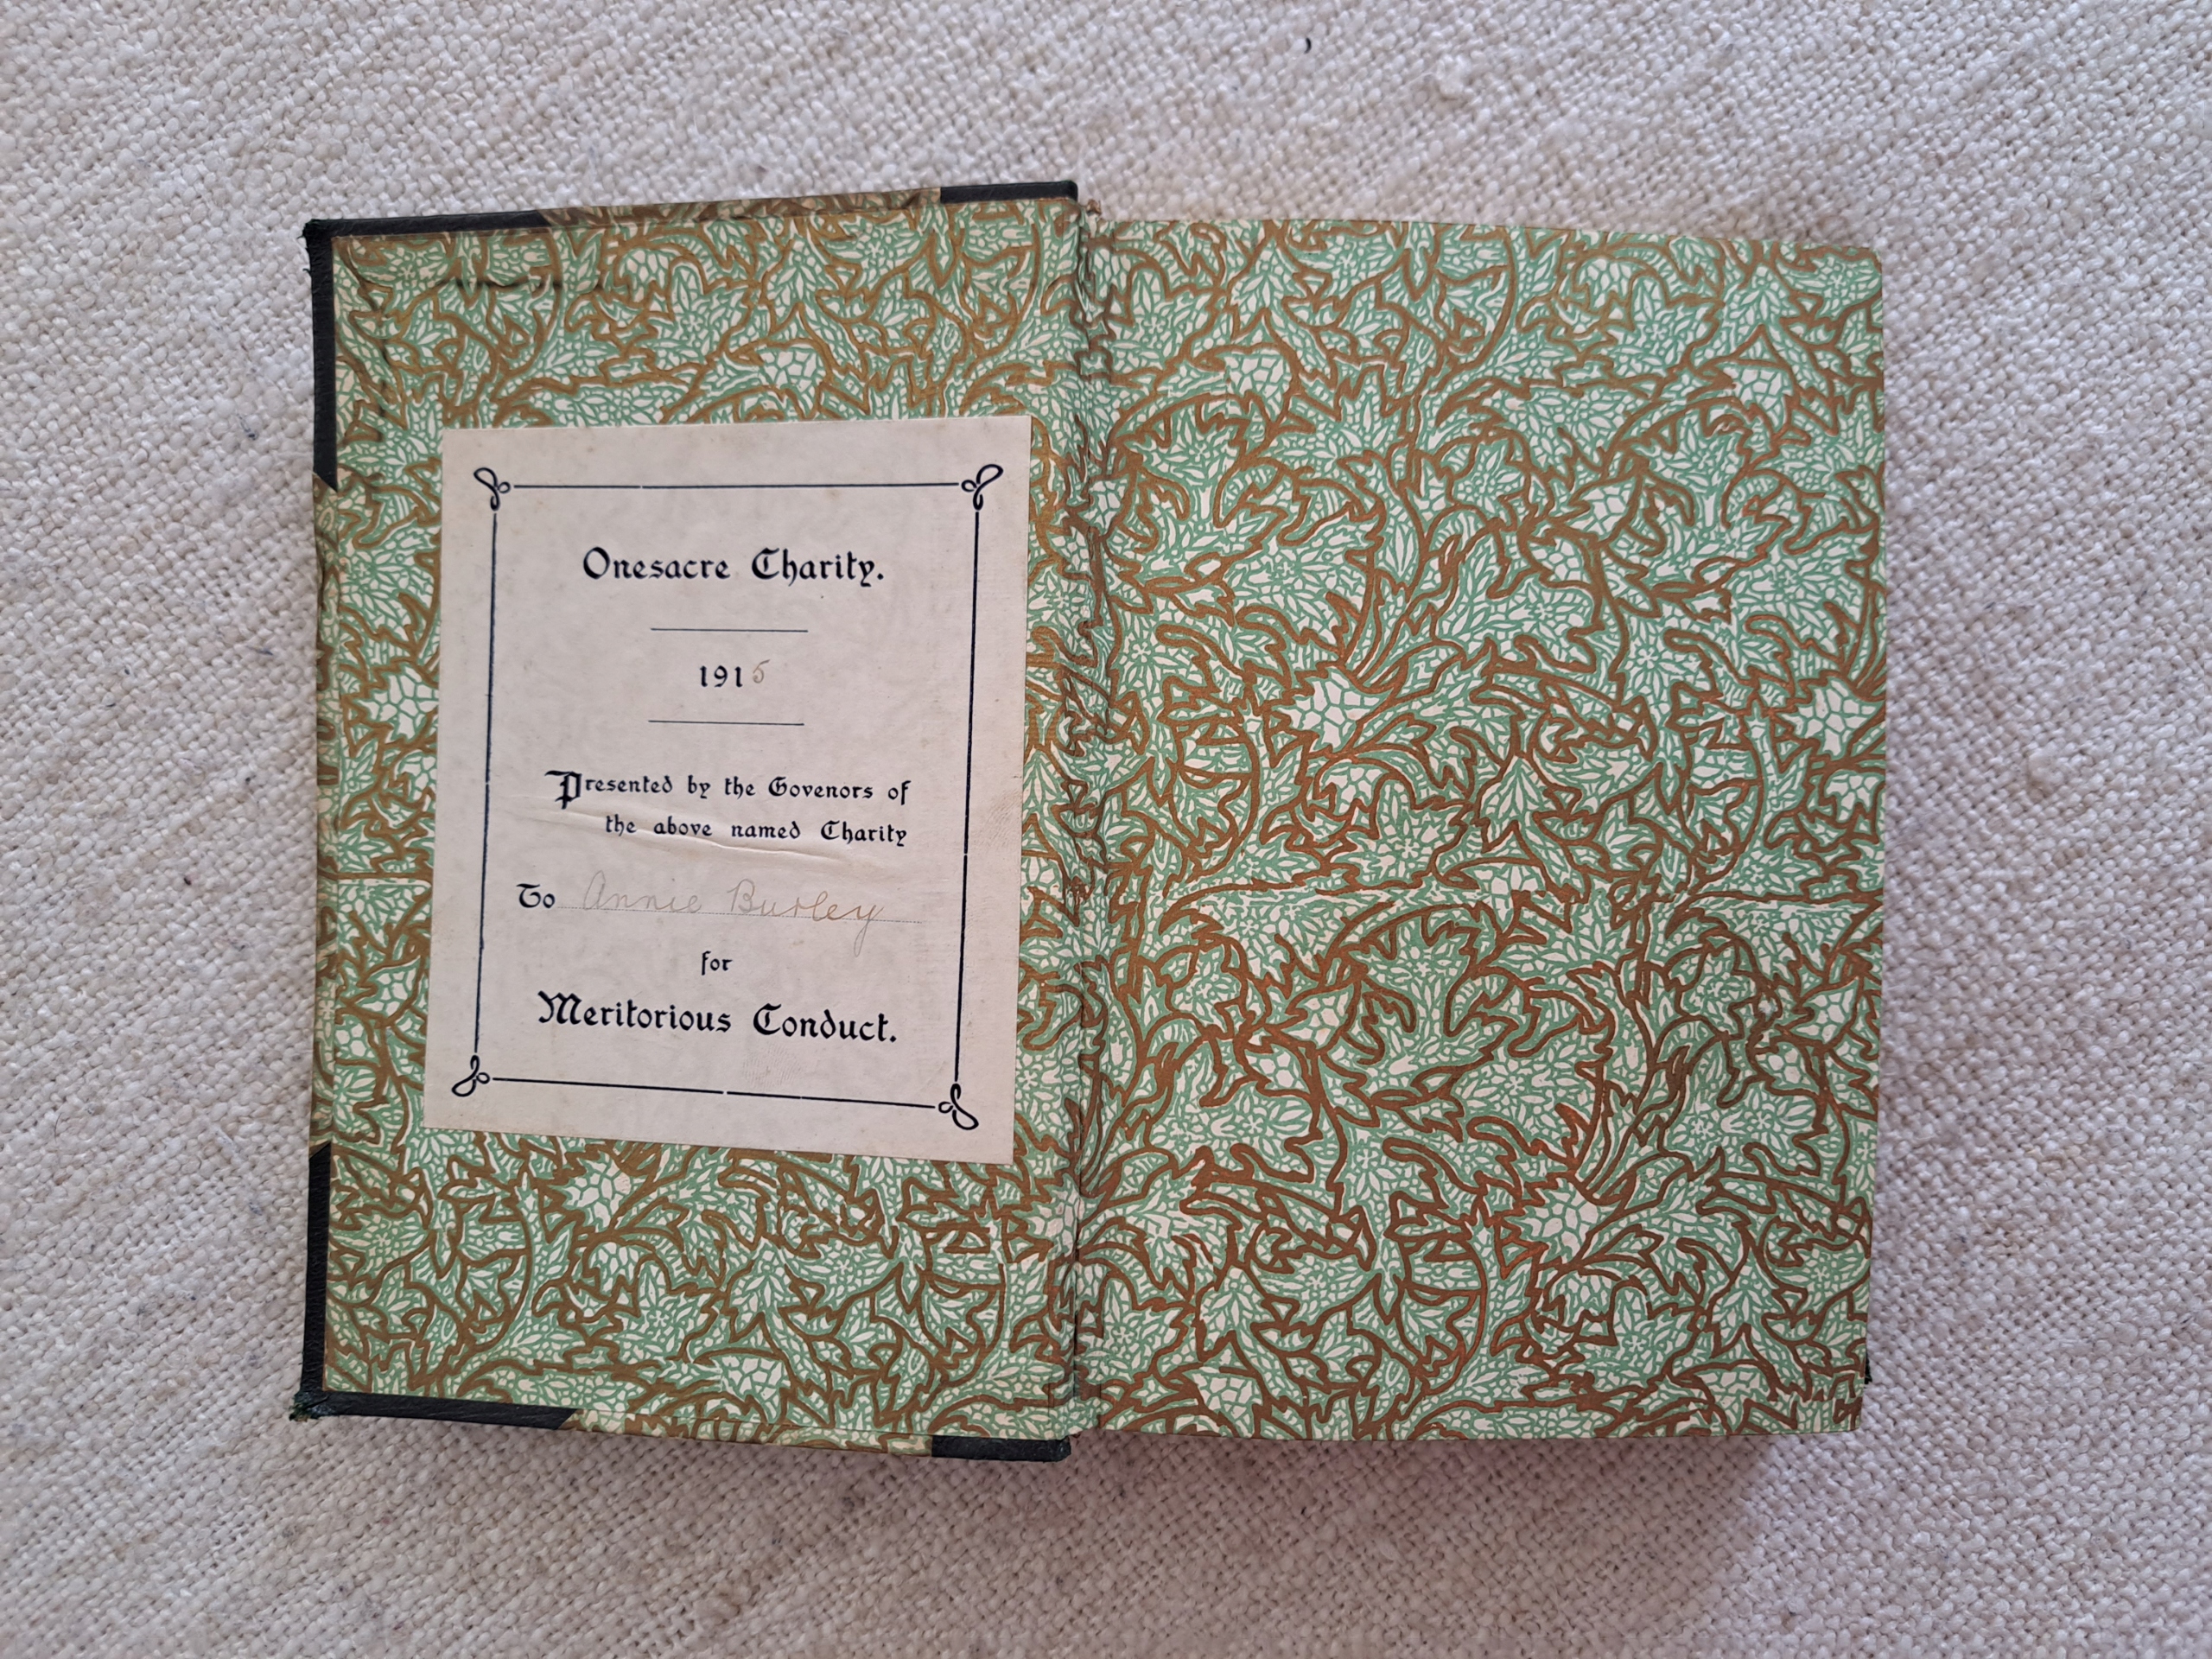 Onesacre Charity.
1915
Presented by the Govenors of
the above named Charity
To Annie Burley
for
Meritorious Conduct.